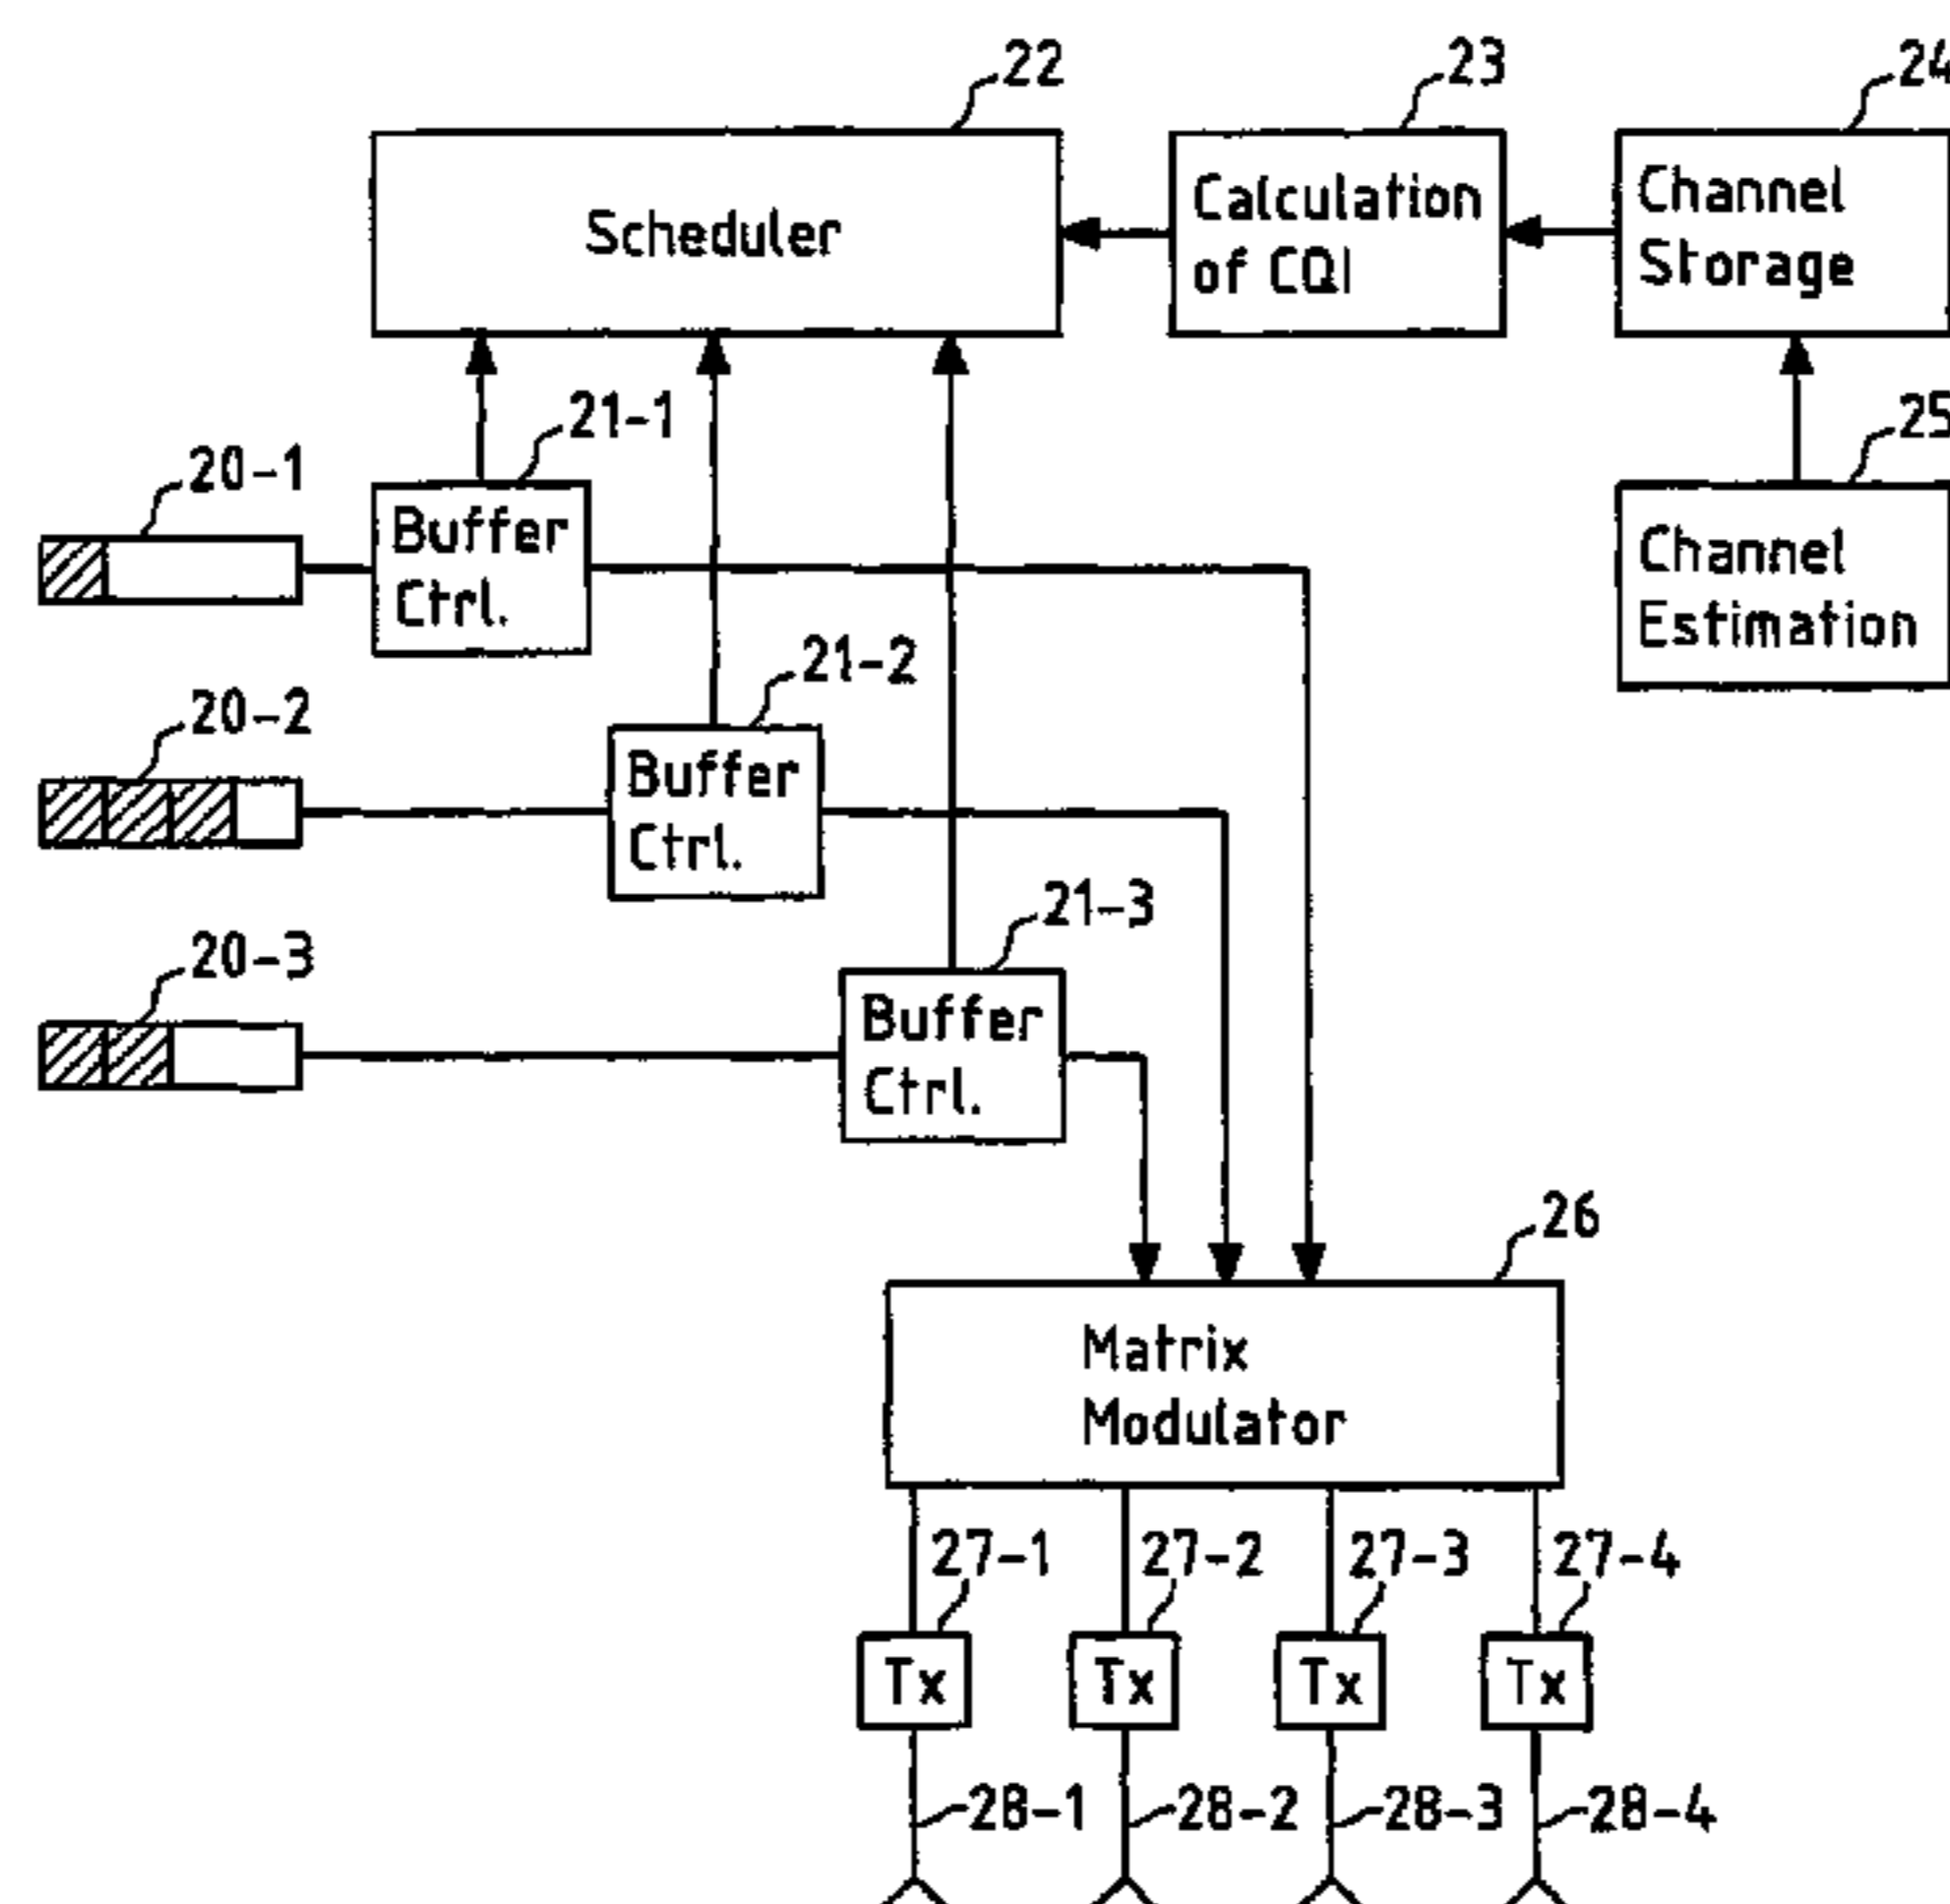 22
23
24
Scheduler
Calculation
of CQI
Channel
Storage
21-1
25
20-1
Buffer
Ctrl.
Channel
Estimation
21-2
20-2
Buffer
Ctrl.
21-3
20-3
Buffer
Ctrl.
26
Matrix
Modulator
27-1
27-2
27-3
27-4
Tx
Tx
Tx
Tx
28-1
28-2
28-3
28-4